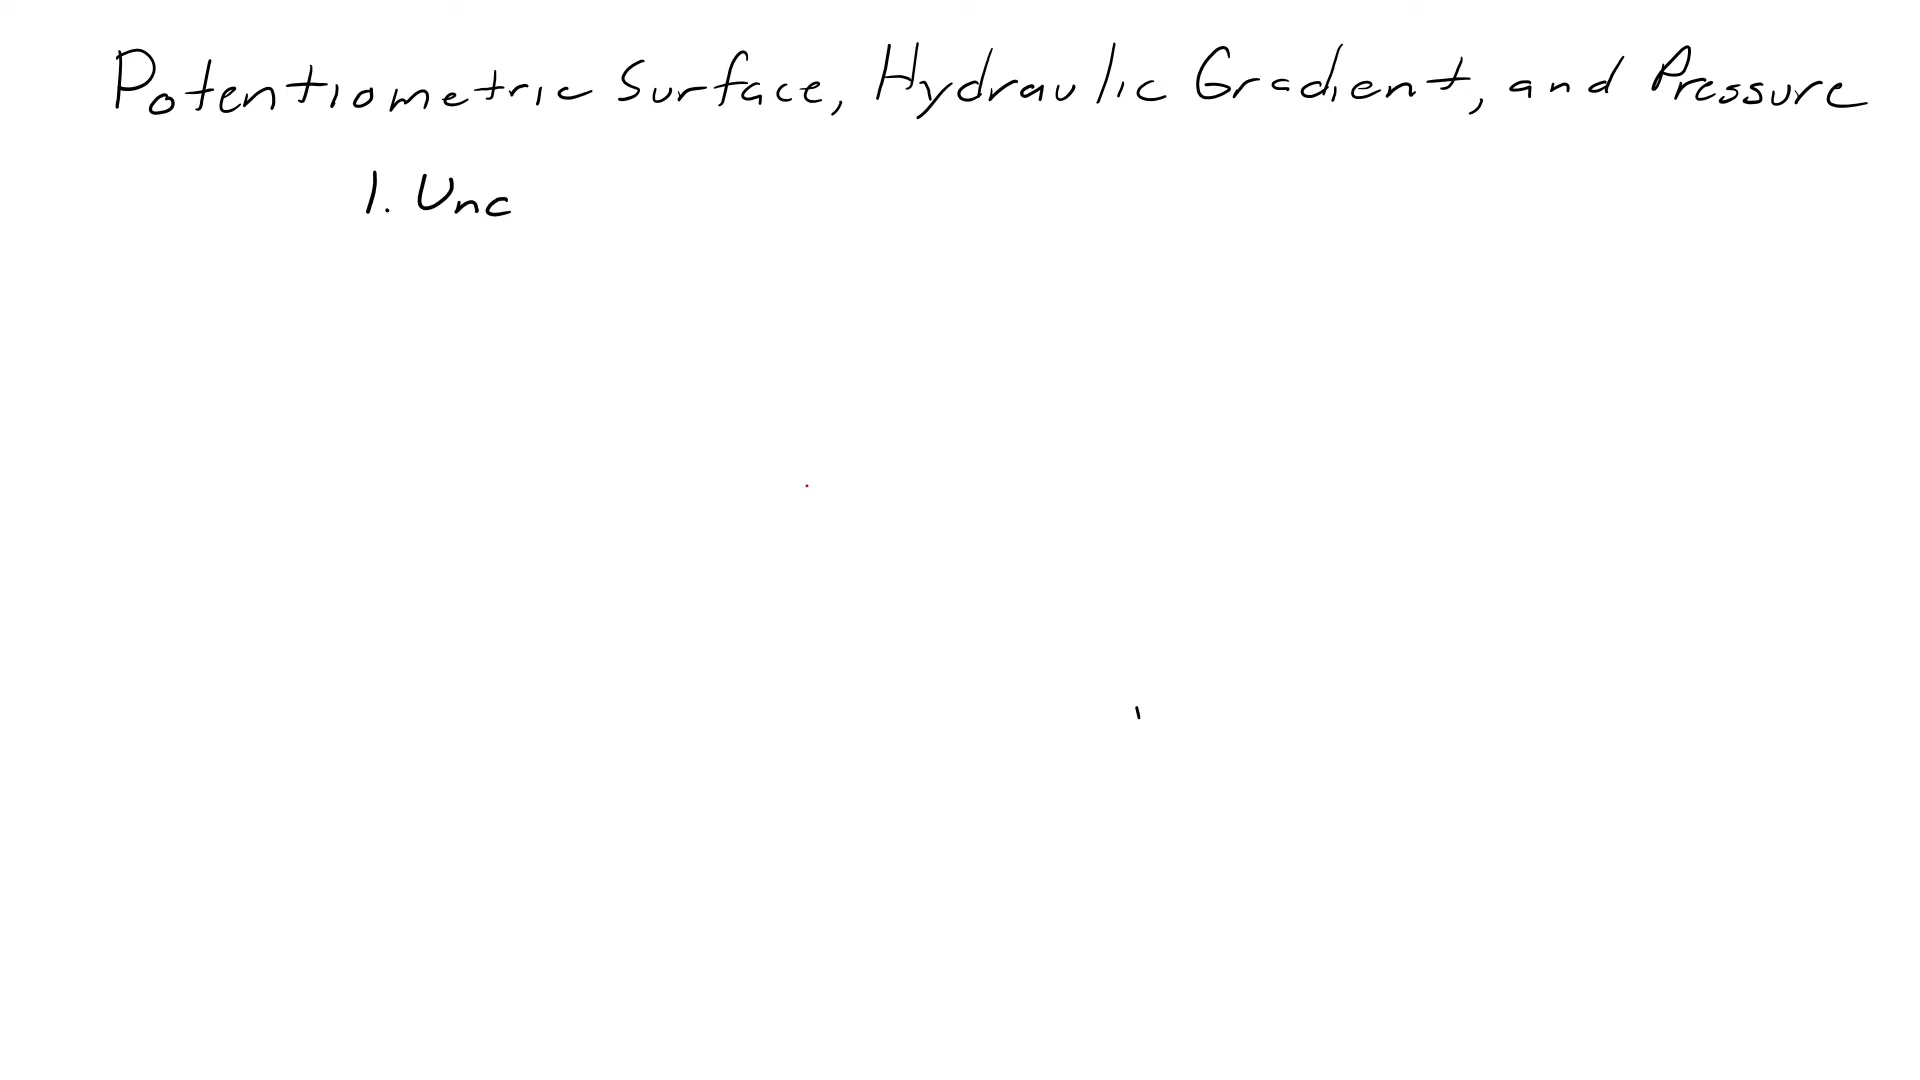 Potentiometric Surface, Hydraulic Gradient, and Pressure
1. Unc